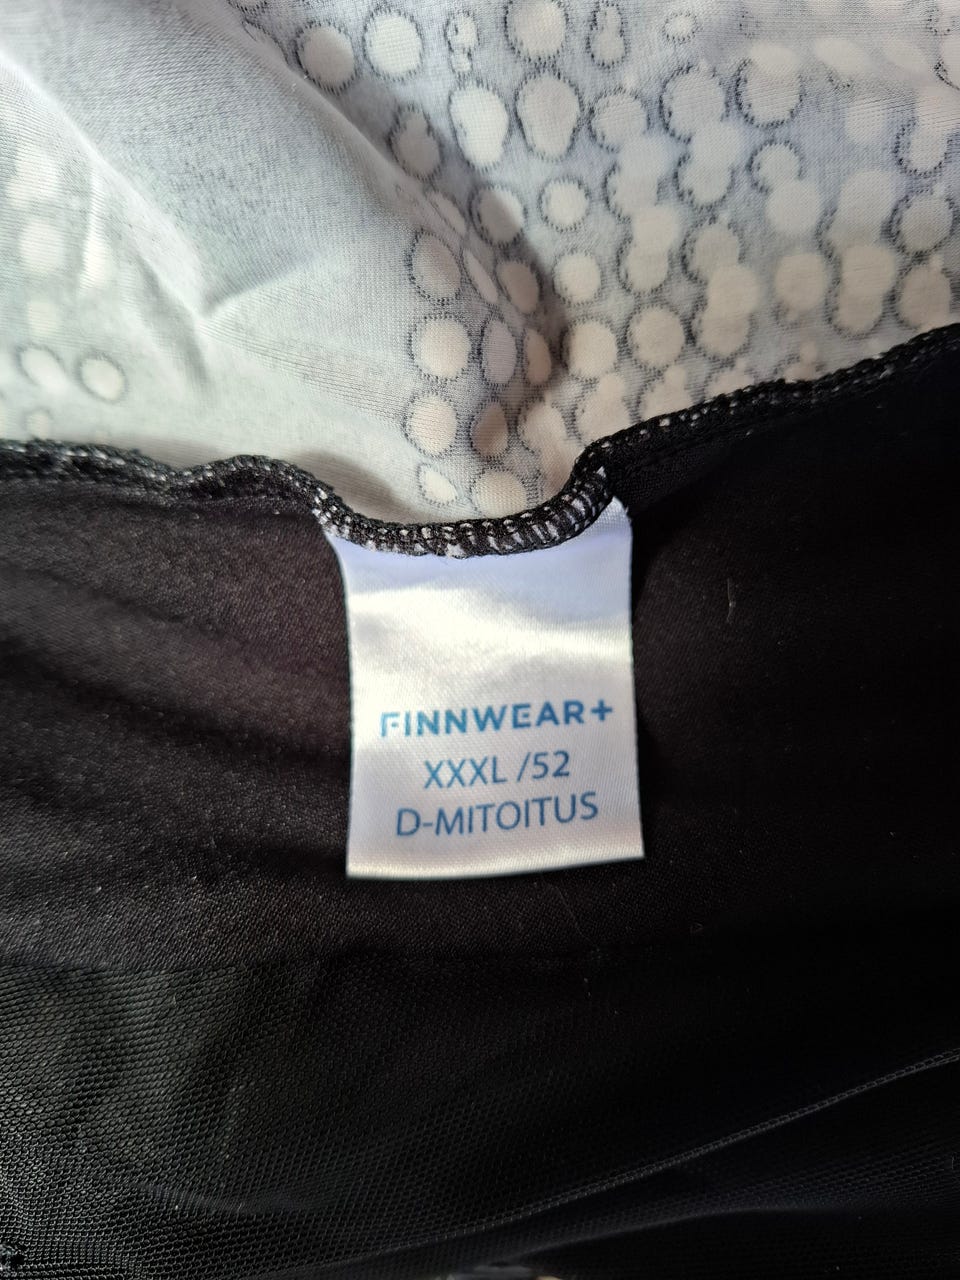 FINNWEAR+
XXXL /52
D-MITOITUS